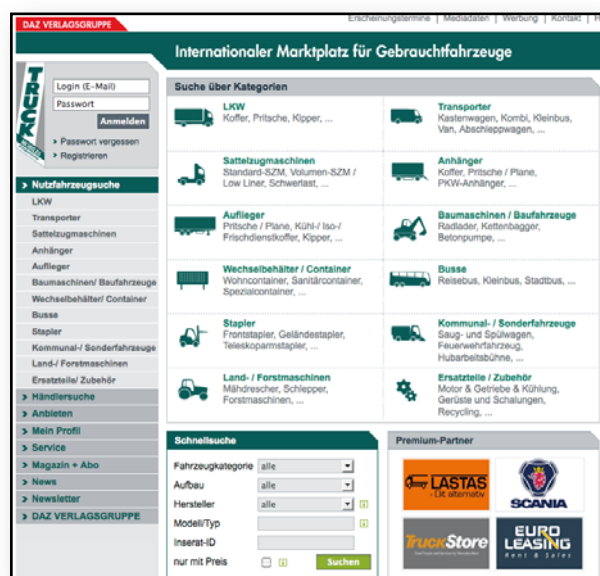 DAZ VERLAGSGRUPPE
Erscheinungstermine | Mediadaten | Werbung | Kontakt |
Internationaler Marktplatz für Gebrauchtfahrzeuge
TRUCK
Login (E-Mail)
Passwort
Anmelden
› Passwort vergessen
› Registrieren
› Nutzfahrzeugsuche
LKW
Transporter
Sattelzugmaschinen
Anhänger
Auflieger
Baumaschinen/ Baufahrzeuge
Wechselbehälter/ Container
Busse
Stapler
Kommunal-/ Sonderfahrzeuge
Land-/ Forstmaschinen
Ersatzteile/ Zubehör
› Händlersuche
› Anbieten
› Mein Profil
› Service
› Magazin + Abo
› News
› Newsletter
› DAZ VERLAGSGRUPPE
Suche über Kategorien
LKW
Koffer, Pritsche, Kipper, ...
Transporter
Kastenwagen, Kombi, Kleinbus,
Van, Abschleppwagen, ...
Sattelzugmaschinen
Standard-SZM, Volumen-SZM /
Low Liner, Schwerlast, ...
Anhänger
Koffer, Pritsche / Plane,
PKW-Anhänger, ...
Auflieger
Pritsche / Plane, Kühl-/ Iso-/
Frischdienstkoffer, Kipper, ...
Baumaschinen / Baufahrzeuge
Radlader, Kettenbagger,
Betonpumpe, ...
Wechselbehälter / Container
Wohncontainer, Sanitärcontainer,
Spezialcontainer, ...
Busse
Reisebus, Kleinbus, Stadtbus, ...
Stapler
Frontstapler, Geländestapler,
Teleskoparmstapler, ...
Kommunal- / Sonderfahrzeuge
Saug- und Spülwagen,
Feuerwehrfahrzeug,
Hubarbeitsbühne, ...
Land- / Forstmaschinen
Mähdrescher, Schlepper,
Forstmaschinen, ...
Ersatzteile / Zubehör
Motor & Getriebe & Kühlung,
Gerüste und Schalungen,
Recycling, ...
Schnellsuche
Fahrzeugkategorie alle
Aufbau alle
Hersteller alle
Modell/Typ
Inserat-ID
nur mit Preis
Suchen
Premium-Partner
LASTAS
- Dit alternativ
SCANIA
TruckStore
EURO
LEASING
Rent & Sales